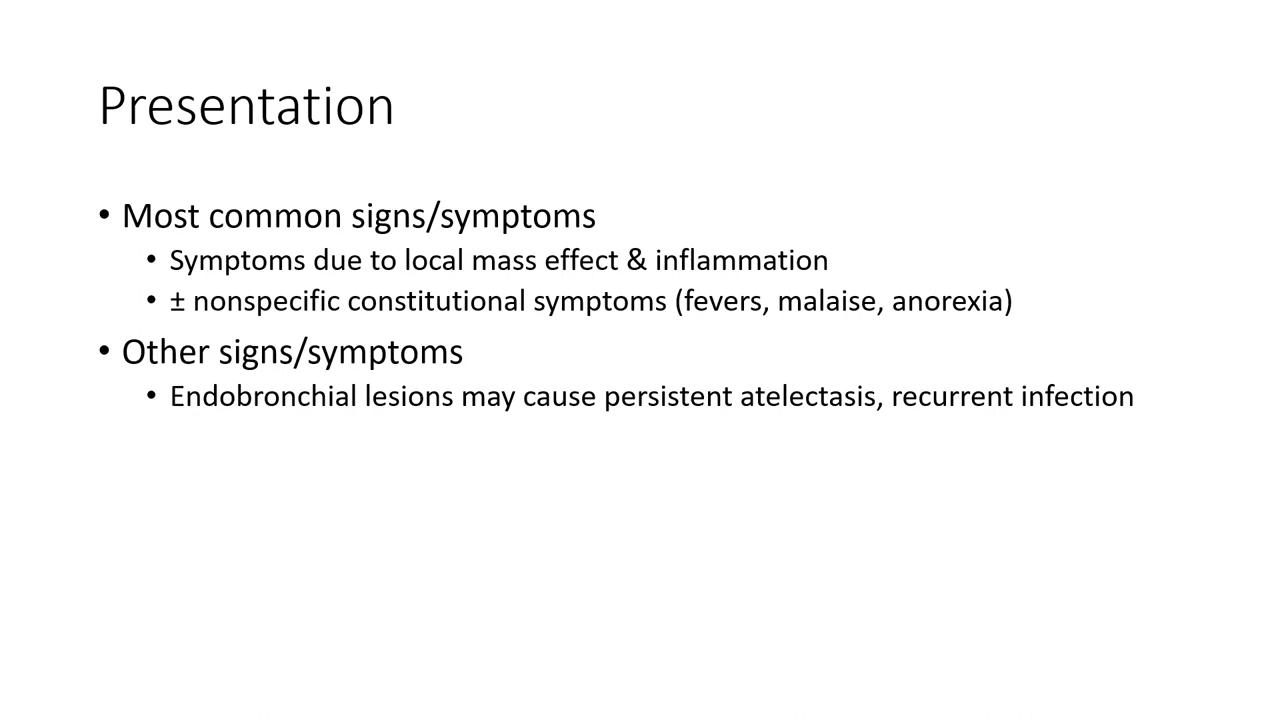 Presentation
• Most common signs/symptoms
• Symptoms due to local mass effect & inflammation
• ± nonspecific constitutional symptoms (fevers, malaise, anorexia)
• Other signs/symptoms
• Endobronchial lesions may cause persistent atelectasis, recurrent infection